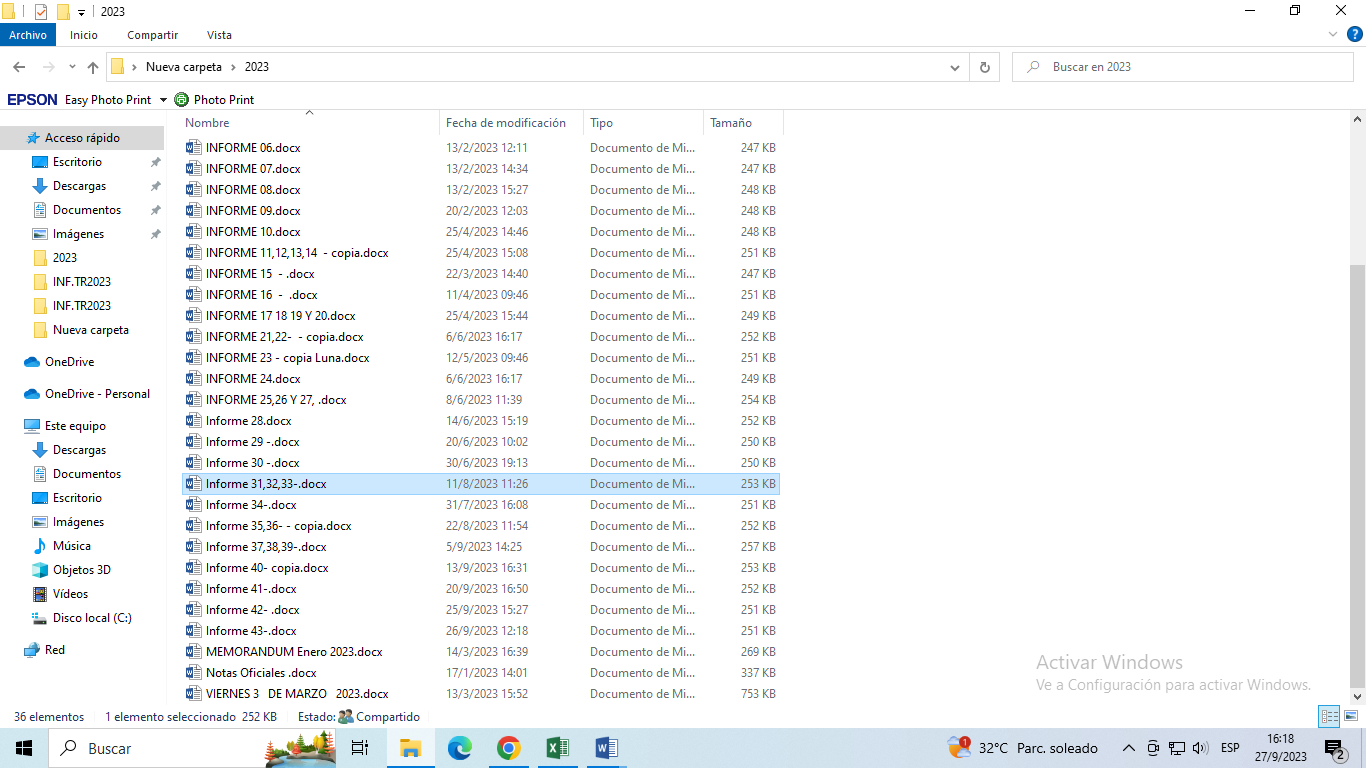 2023
Archivo Inicio Compartir Vista
Nueva carpeta › 2023
Buscar en 2023
EPSON Easy Photo Print Photo Print
Nombre Fecha de modificación Tipo Tamaño
INFORME 06.docx 13/2/2023 12:11 Documento de Mi... 247 KB
INFORME 07.docx 13/2/2023 14:34 Documento de Mi... 247 KB
INFORME 08.docx 13/2/2023 15:27 Documento de Mi... 248 KB
INFORME 09.docx 20/2/2023 12:03 Documento de Mi... 248 KB
INFORME 10.docx 25/4/2023 14:46 Documento de Mi... 248 KB
INFORME 11,12,13,14  - copia.docx 25/4/2023 15:08 Documento de Mi... 251 KB
INFORME 15  - .docx 22/3/2023 14:40 Documento de Mi... 247 KB
INFORME 16  -  .docx 11/4/2023 09:46 Documento de Mi... 251 KB
INFORME 17 18 19 Y 20.docx 25/4/2023 15:44 Documento de Mi... 249 KB
INFORME 21,22-  - copia.docx 6/6/2023 16:17 Documento de Mi... 252 KB
INFORME 23 - copia Luna.docx 12/5/2023 09:46 Documento de Mi... 251 KB
INFORME 24.docx 6/6/2023 16:17 Documento de Mi... 249 KB
INFORME 25,26 Y 27, .docx 8/6/2023 11:39 Documento de Mi... 254 KB
Informe 28.docx 14/6/2023 15:19 Documento de Mi... 252 KB
Informe 29 -.docx 20/6/2023 10:02 Documento de Mi... 250 KB
Informe 30 -.docx 30/6/2023 19:13 Documento de Mi... 250 KB
Informe 31,32,33-.docx 11/8/2023 11:26 Documento de Mi... 253 KB
Informe 34-.docx 31/7/2023 16:08 Documento de Mi... 251 KB
Informe 35,36- - copia.docx 22/8/2023 11:54 Documento de Mi... 252 KB
Informe 37,38,39-.docx 5/9/2023 14:25 Documento de Mi... 257 KB
Informe 40- copia.docx 13/9/2023 16:31 Documento de Mi... 253 KB
Informe 41-.docx 20/9/2023 16:50 Documento de Mi... 252 KB
Informe 42- .docx 25/9/2023 15:27 Documento de Mi... 251 KB
Informe 43-.docx 26/9/2023 12:18 Documento de Mi... 251 KB
MEMORANDUM Enero 2023.docx 14/3/2023 16:39 Documento de Mi... 269 KB
Notas Oficiales .docx 17/1/2023 14:01 Documento de Mi... 337 KB
VIERNES 3   DE MARZO   2023.docx 13/3/2023 15:52 Documento de Mi... 753 KB
Acceso rápido
Escritorio
Descargas
Documentos
Imágenes
2023
INF.TR2023
INF.TR2023
Nueva carpeta
OneDrive
OneDrive - Personal
Este equipo
Descargas
Documentos
Escritorio
Imágenes
Música
Objetos 3D
Vídeos
Disco local (C:)
Red
Activar Windows
Ve a Configuración para activar Windows.
36 elementos 1 elemento seleccionado 252 KB Estado: Compartido
Buscar
1
32°C Parc. soleado
ESP
16:18
27/9/2023
2